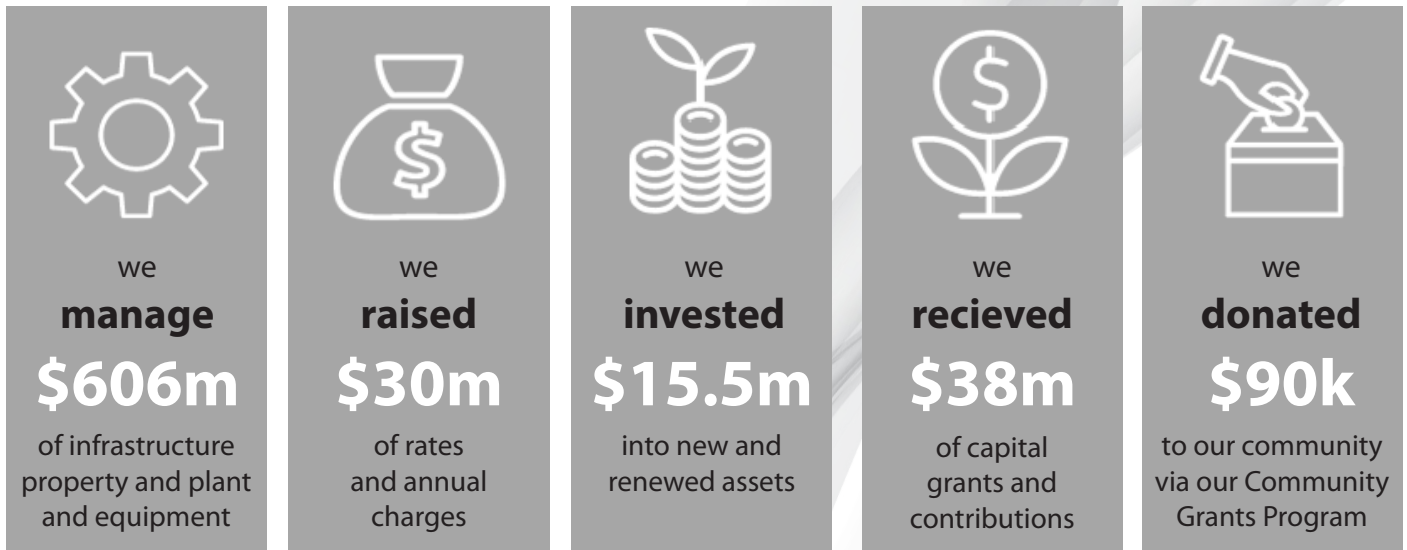 we
manage
$606m
of infrastructure
property and plant
and equipment
we
raised
$30m
of rates
and annual
charges
we
invested
$15.5m
into new and
renewed assets
we
recieved
$38m
of capital
grants and
contributions
we
donated
$90k
to our community
via our Community
Grants Program